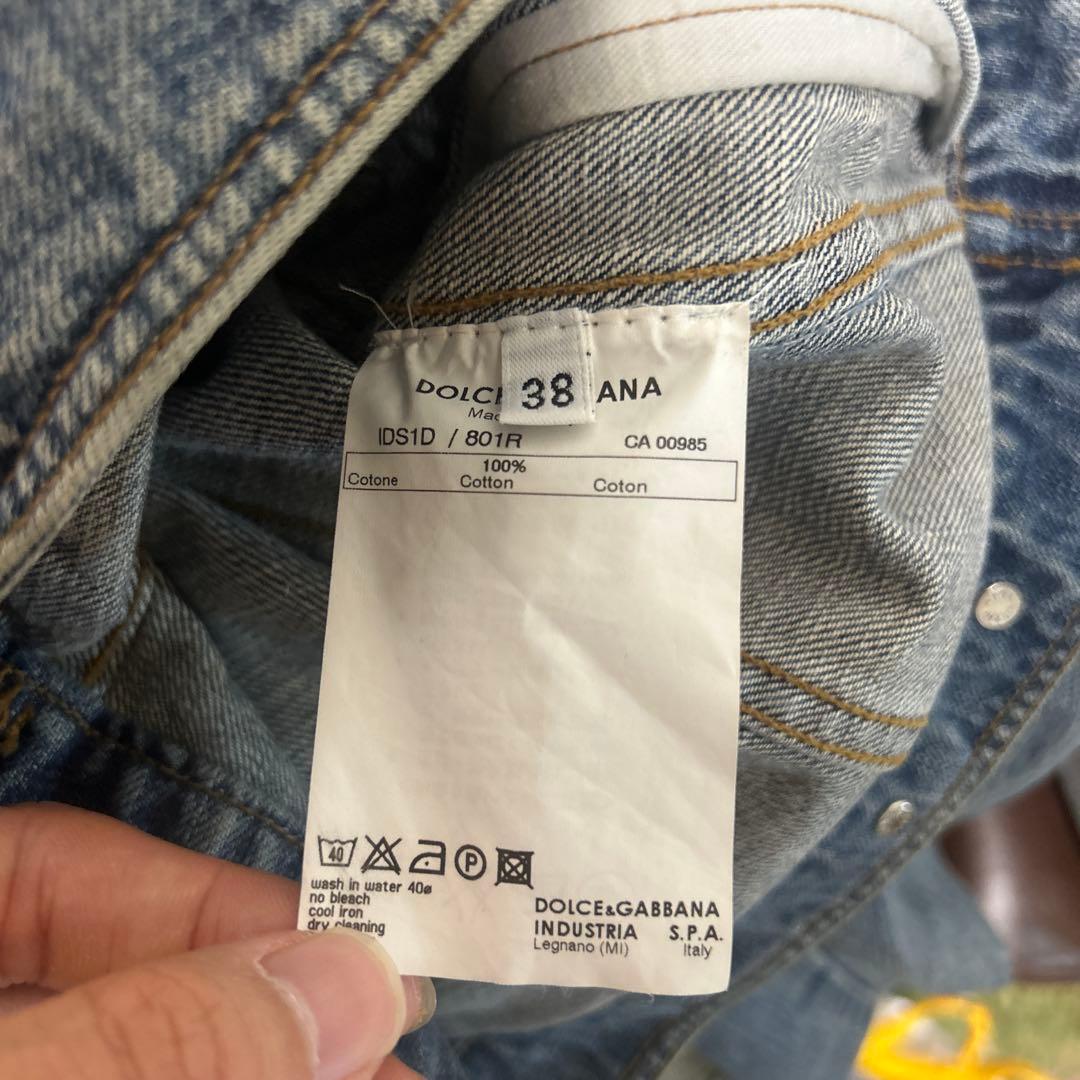 DOLC ANA
38
Mad
IDS1D / 801R CA 00985
100%
Cotone Cotton Coton
40
P
wash in water 40ø
no bleach
cool iron
dry cleaning
DOLCE&GABBANA
INDUSTRIA S.P.A.
Legnano (MI) Italy